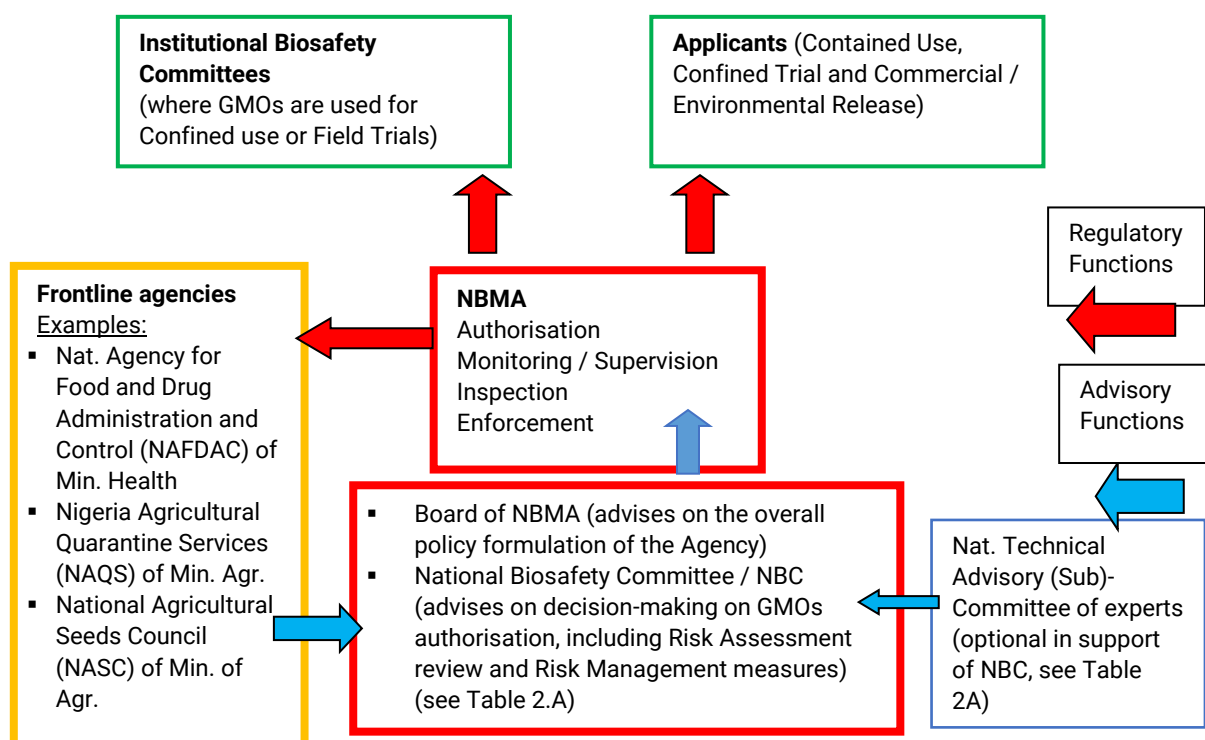 Institutional Biosafety
Committees
(where GMOs are used for
Confined use or Field Trials)
Applicants (Contained Use,
Confined Trial and Commercial /
Environmental Release)
Regulatory
Functions
Frontline agencies
Examples:
▪ Nat. Agency for
Food and Drug
Administration and
Control (NAFDAC) of
Min. Health
▪ Nigeria Agricultural
Quarantine Services
(NAQS) of Min. Agr.
▪ National Agricultural
Seeds Council
(NASC) of Min. of
Agr.
NBMA
Authorisation
Monitoring / Supervision
Inspection
Enforcement
Advisory
Functions
▪ Board of NBMA (advises on the overall
policy formulation of the Agency)
▪ National Biosafety Committee / NBC
(advises on decision-making on GMOs
authorisation, including Risk Assessment
review and Risk Management measures)
(see Table 2.A)
Nat. Technical
Advisory (Sub)-
Committee of experts
(optional in support
of NBC, see Table
2A)